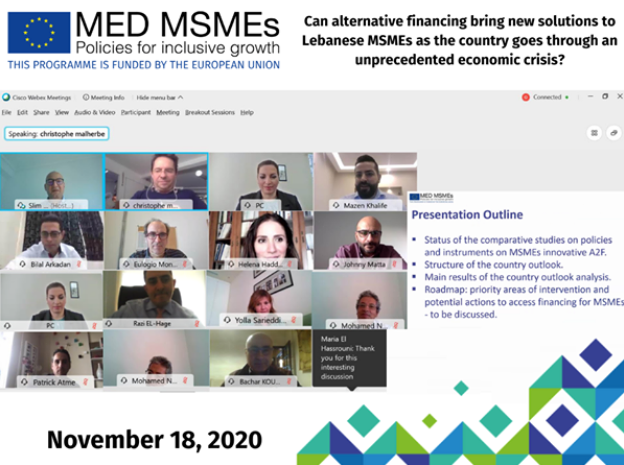 MED MSMEs
Policies for inclusive growth
THIS PROGRAMME IS FUNDED BY THE EUROPEAN UNION
Can alternative financing bring new solutions to
Lebanese MSMEs as the country goes through an
unprecedented economic crisis?
Cisco Webex Meetings
Meeting Info
Hide menu bar
Connected
File Edit Share View Audio & Video Participant Meeting Breakout Sessions Help
Speaking: christophe malherbe
Slim ... (Host...)
christophe m...
PC
Mazen Khalife
Bilal Arkadan
Eulogio Mon...
Helena Hadd...
Johnny Matta
PC
Razi EL-Hage
Yolla Sarieddi...
Mohamed N...
Patrick Atme
Mohamed N...
Bachar KOU...
Maria El
Hassrouni: Thank
you for this
interesting
discussion
MED MSMEs
Presentation Outline
Status of the comparative studies on policies
and instruments on MSMEs innovative A2F.
Structure of the country outlook.
Main results of the country outlook analysis.
Roadmap: priority areas of intervention and
potential actions to access financing for MSMEs
- to be discussed.
November 18, 2020